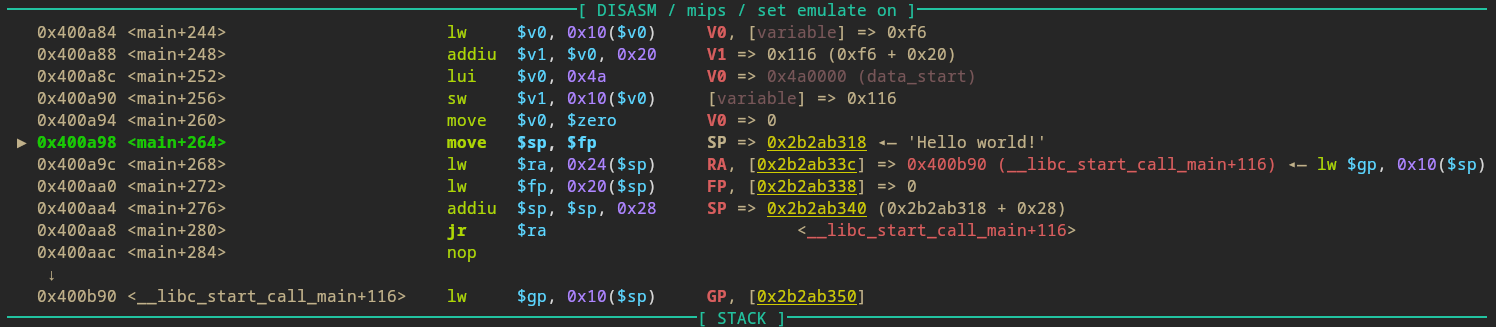 [ DISASM / mips / set emulate on ]
0x400a84 <main+244> lw $v0, 0x10($v0) V0, [variable] => 0xf6
0x400a88 <main+248> addiu $v1, $v0, 0x20 V1 => 0x116 (0xf6 + 0x20)
0x400a8c <main+252> lui $v0, 0x4a V0 => 0x4a0000 (data_start)
0x400a90 <main+256> sw $v1, 0x10($v0) [variable] => 0x116
0x400a94 <main+260> move $v0, $zero V0 => 0
► 0x400a98 <main+264> move $sp, $fp SP => 0x2b2ab318 ◂— 'Hello world!'
0x400a9c <main+268> lw $ra, 0x24($sp) RA, [0x2b2ab33c] => 0x400b90 (__libc_start_call_main+116) ◂— lw $gp, 0x10($sp)
0x400aa0 <main+272> lw $fp, 0x20($sp) FP, [0x2b2ab338] => 0
0x400aa4 <main+276> addiu $sp, $sp, 0x28 SP => 0x2b2ab340 (0x2b2ab318 + 0x28)
0x400aa8 <main+280> jr $ra <__libc_start_call_main+116>
0x400aac <main+284> nop
↓
0x400b90 <__libc_start_call_main+116> lw $gp, 0x10($sp) GP, [0x2b2ab350]
[ STACK ]